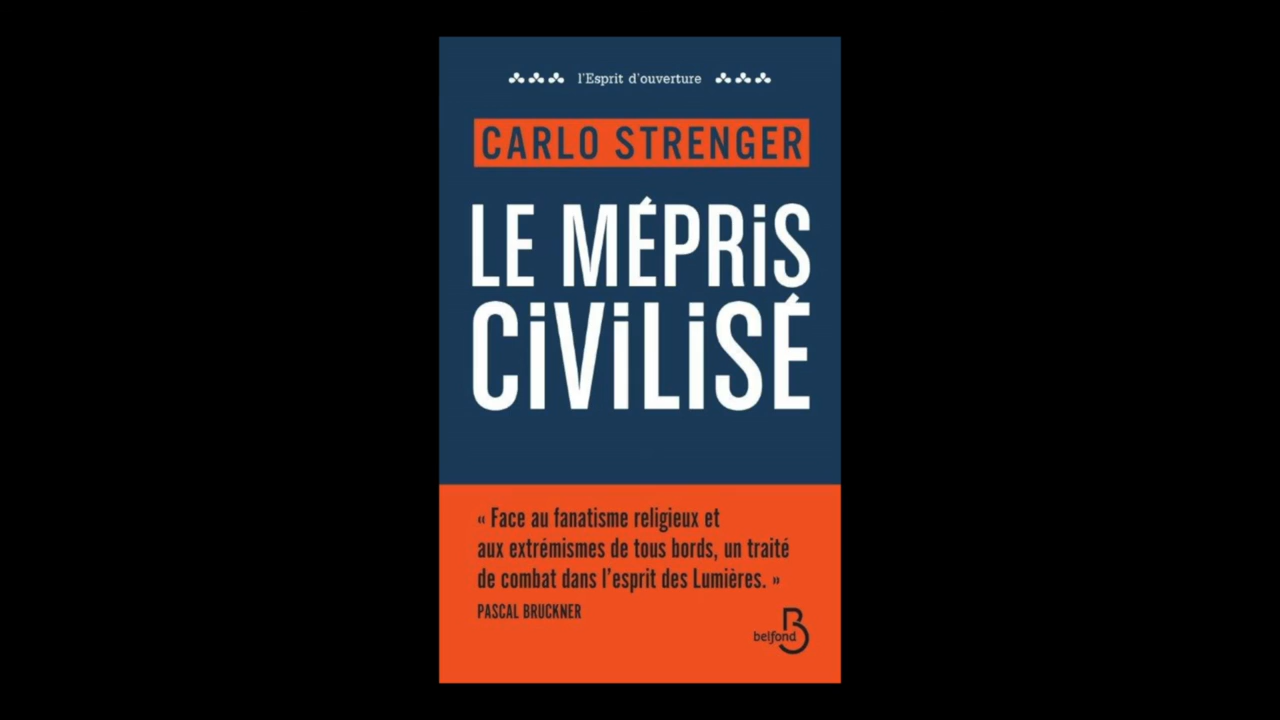 l'Esprit d'ouverture
CARLO STRENGER
LE MÉPRiS
CiViLiSÉ
« Face au fanatisme religieux et
aux extrémismes de tous bords, un traité
de combat dans l'esprit des Lumières. »
PASCAL BRUCKNER
belfond
B